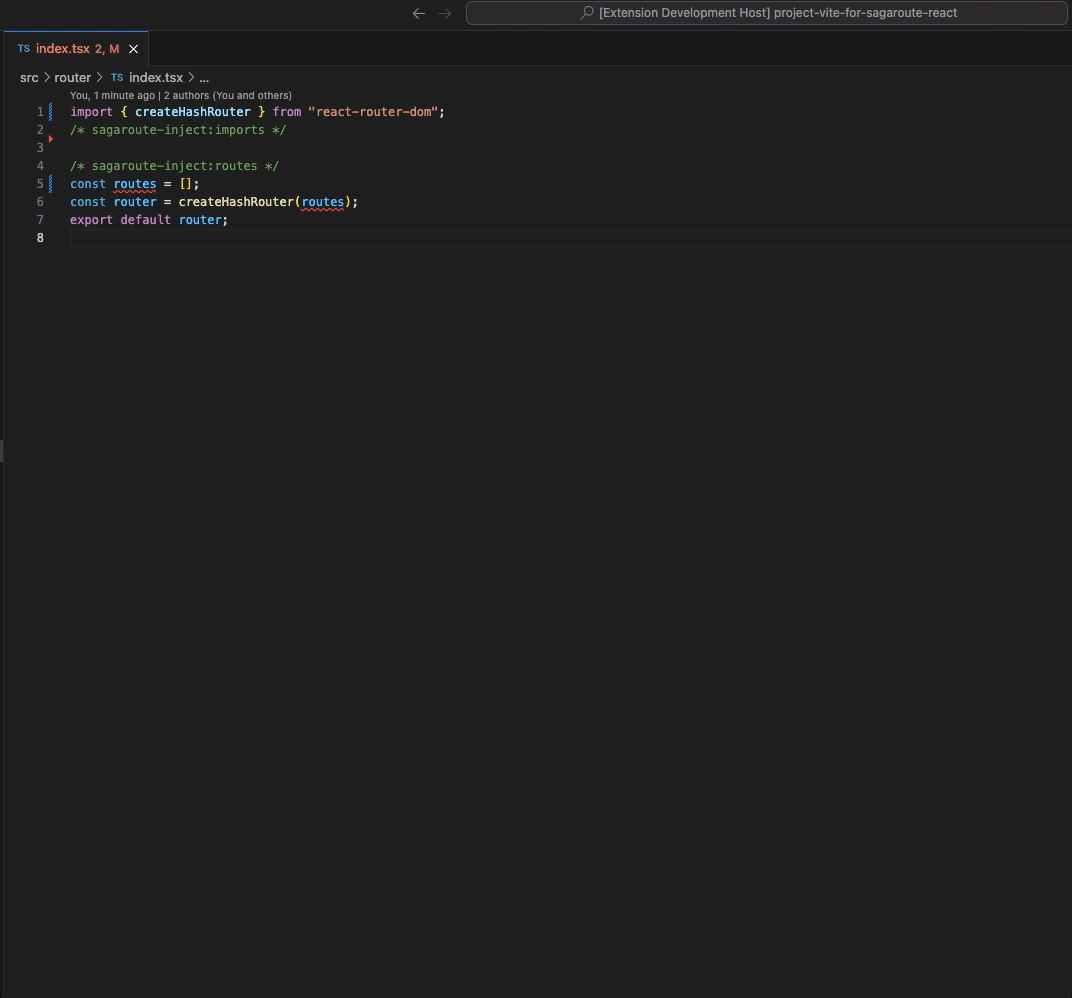 [Extension Development Host] project-vite-for-sagaroute-react
TS index.tsx 2, M
src > router > TS index.tsx > ...
You, 1 minute ago | 2 authors (You and others)
1 import { createHashRouter } from "react-router-dom";
2 /* sagaroute-inject:imports */
3
4 /* sagaroute-inject:routes */
5 const routes = [];
6 const router = createHashRouter(routes);
7 export default router;
8